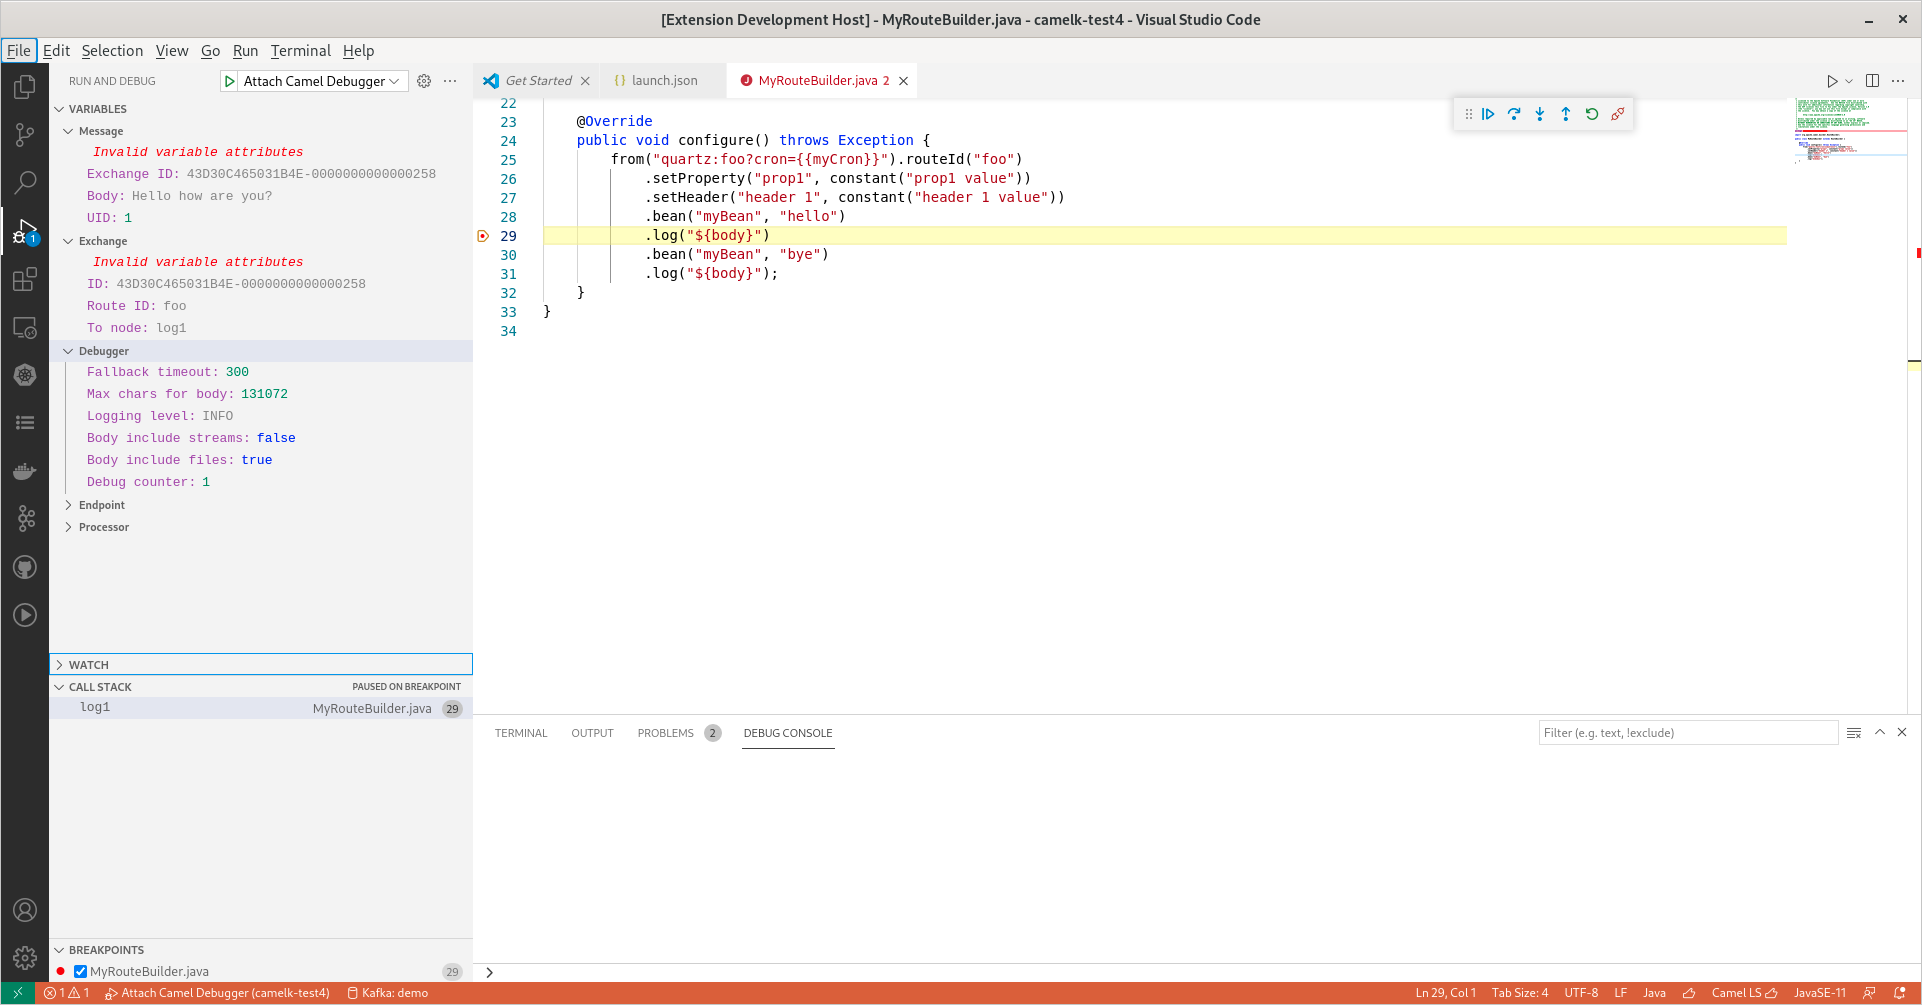 [Extension Development Host] - MyRouteBuilder.java - camelk-test4 - Visual Studio Code
File Edit Selection View Go Run Terminal Help
RUN AND DEBUG Attach Camel Debugger
VARIABLES
Message
Invalid variable attributes
Exchange ID: 43D30C465031B4E-0000000000000258
Body: Hello how are you?
UID: 1
1
Exchange
Invalid variable attributes
ID: 43D30C465031B4E-0000000000000258
Route ID: foo
To node: log1
Debugger
Fallback timeout: 300
Max chars for body: 131072
Logging level: INFO
Body include streams: false
Body include files: true
Debug counter: 1
Endpoint
Processor
WATCH
CALL STACK PAUSED ON BREAKPOINT
log1 MyRouteBuilder.java 29
BREAKPOINTS
MyRouteBuilder.java 29
Get Started {} launch.json J MyRouteBuilder.java 2
22
23 @Override
24 public void configure() throws Exception {
25 from("quartz:foo?cron={{myCron}}").routeId("foo")
26 .setProperty("prop1", constant("prop1 value"))
27 .setHeader("header 1", constant("header 1 value"))
28 .bean("myBean", "hello")
29 .log("${body}")
30 .bean("myBean", "bye")
31 .log("${body}");
32 }
33 }
34
TERMINAL OUTPUT PROBLEMS 2 DEBUG CONSOLE Filter (e.g. text, !exclude)
1 1 Attach Camel Debugger (camelk-test4) Kafka: demo Ln 29, Col 1 Tab Size: 4 UTF-8 LF Java Camel LS JavaSE-11